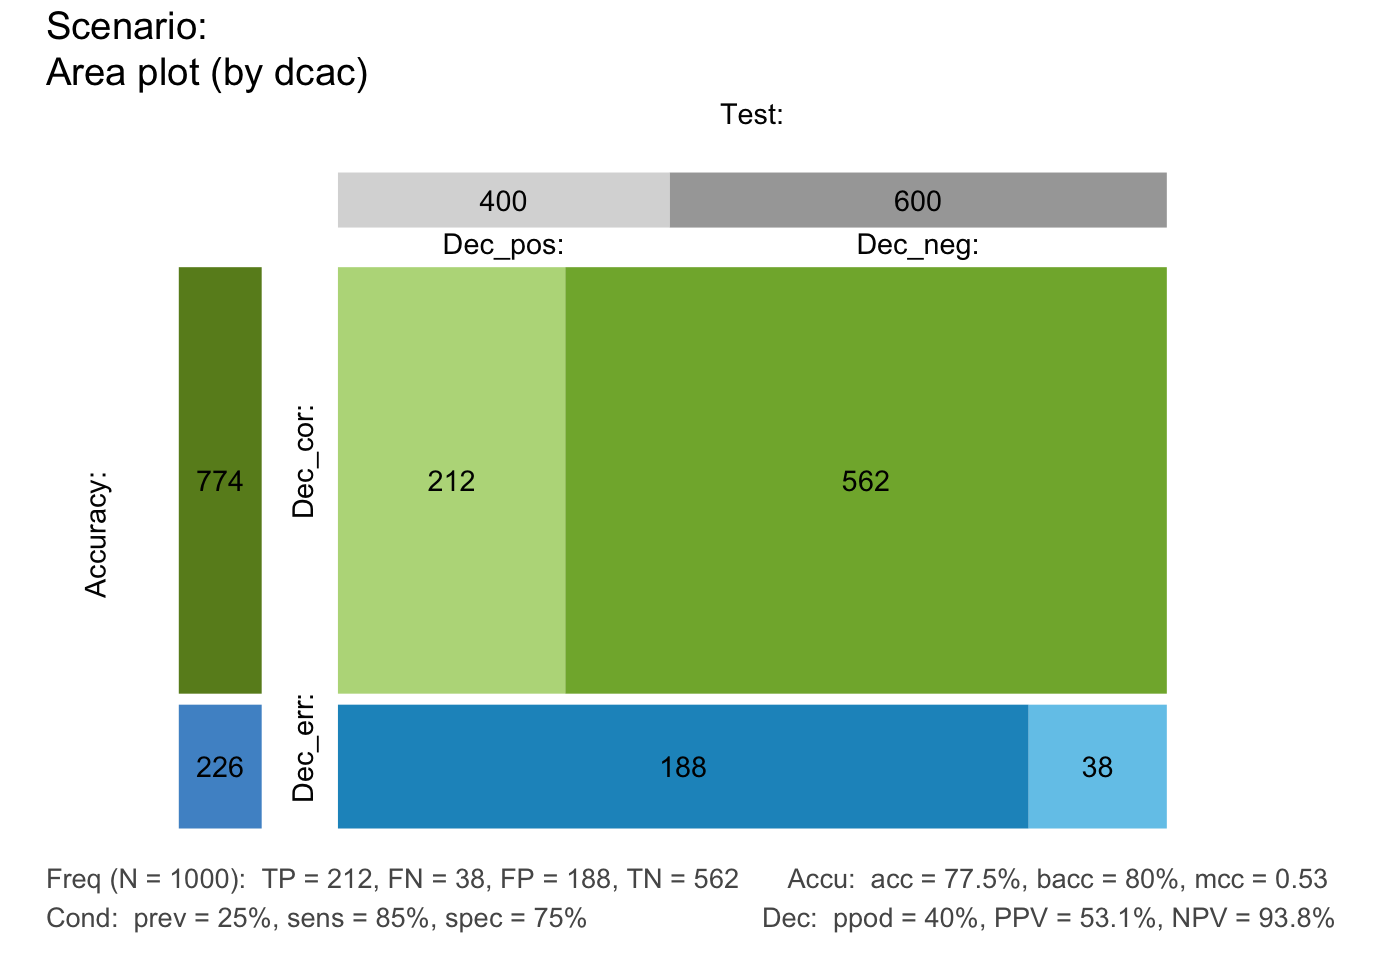 Scenario:
Area plot (by dcac)
Test:
400
600
Dec_pos:
Dec_neg:
Accuracy:
774
Dec_cor:
212
562
226
Dec_err:
188
38
Freq (N = 1000):  TP = 212, FN = 38, FP = 188, TN = 562
Accu:  acc = 77.5%, bacc = 80%, mcc = 0.53
Cond:  prev = 25%, sens = 85%, spec = 75%
Dec:  ppod = 40%, PPV = 53.1%, NPV = 93.8%